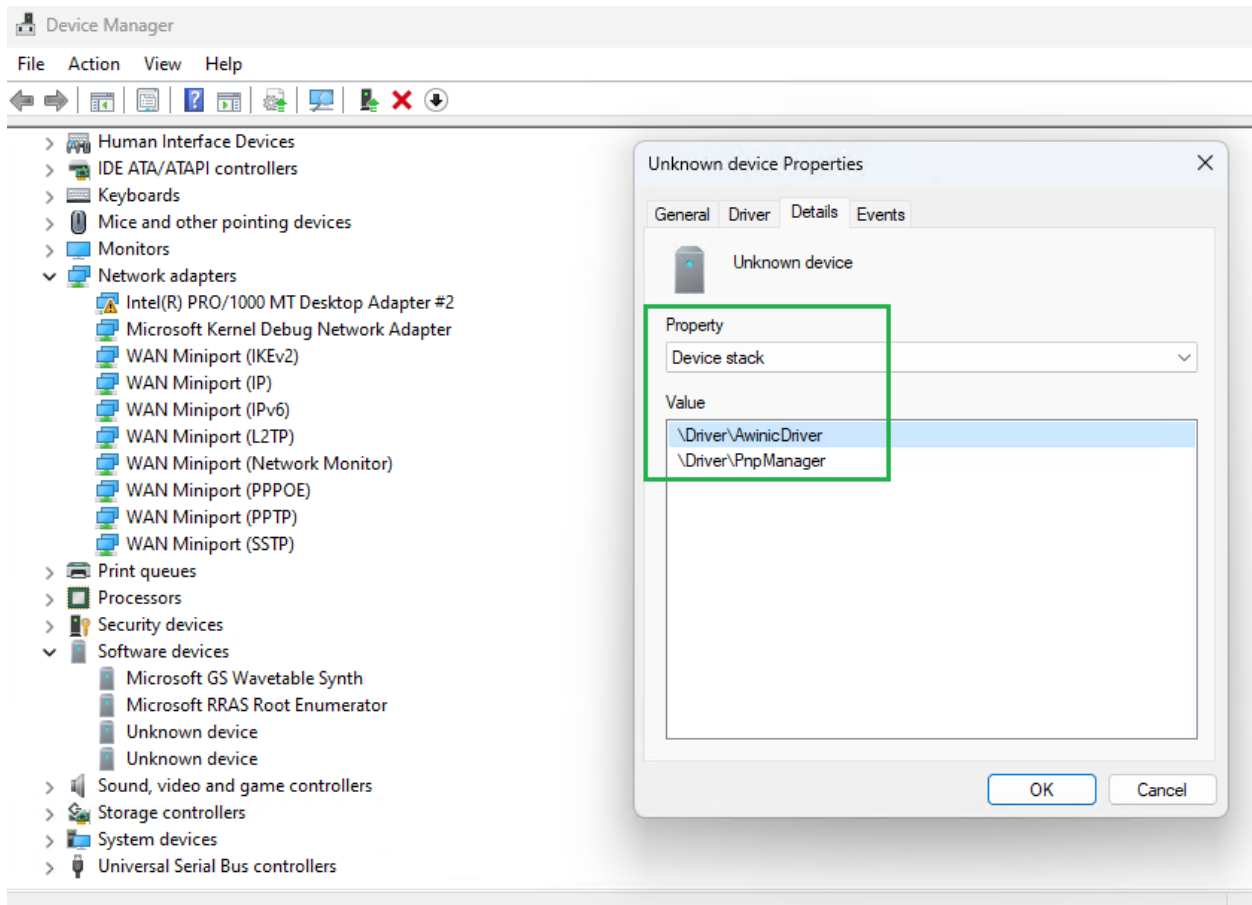 Device Manager
File Action View Help
Human Interface Devices
IDE ATA/ATAPI controllers
Keyboards
Mice and other pointing devices
Monitors
Network adapters
Intel(R) PRO/1000 MT Desktop Adapter #2
Microsoft Kernel Debug Network Adapter
WAN Miniport (IKEv2)
WAN Miniport (IP)
WAN Miniport (IPv6)
WAN Miniport (L2TP)
WAN Miniport (Network Monitor)
WAN Miniport (PPPOE)
WAN Miniport (PPTP)
WAN Miniport (SSTP)
Print queues
Processors
Security devices
Software devices
Microsoft GS Wavetable Synth
Microsoft RRAS Root Enumerator
Unknown device
Unknown device
Sound, video and game controllers
Storage controllers
System devices
Universal Serial Bus controllers
Unknown device Properties
General Driver Details Events
Unknown device
Property
Device stack
Value
\Driver\AwinicDriver
\Driver\PnpManager
OK Cancel